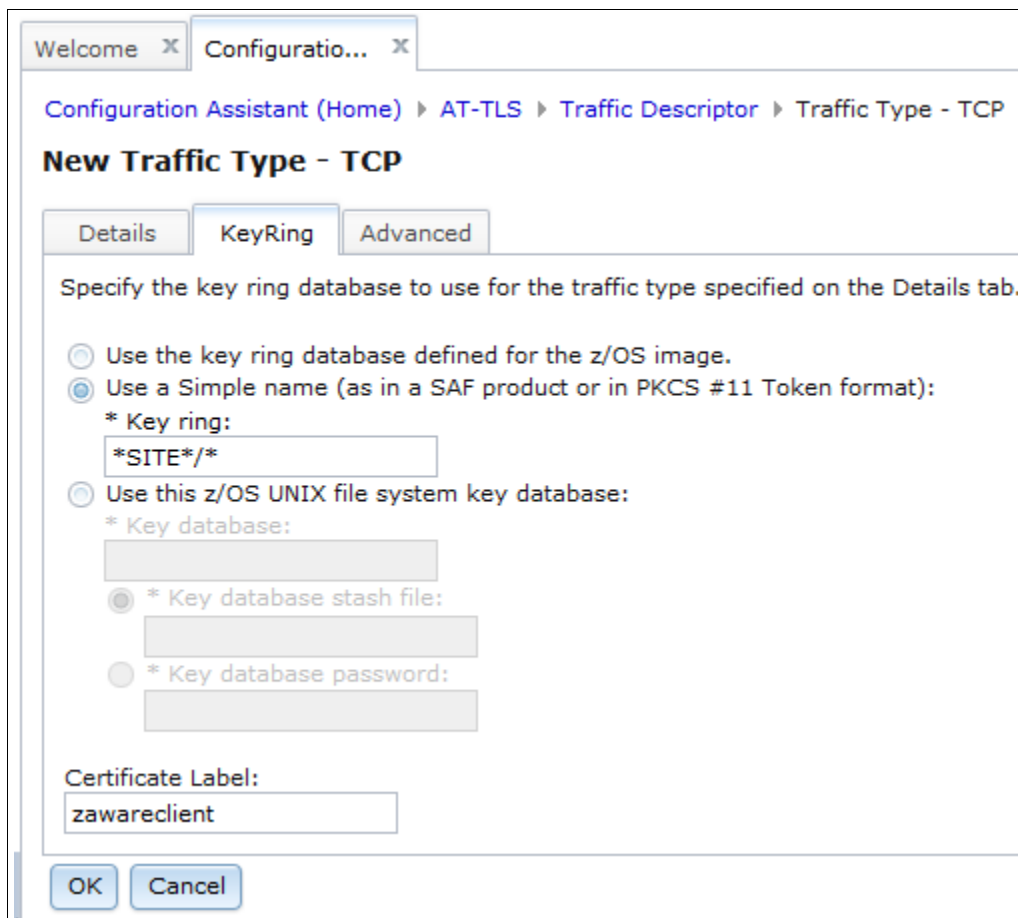 Welcome x Configuratio... x
Configuration Assistant (Home) ▸ AT-TLS ▸ Traffic Descriptor ▸ Traffic Type - TCP
New Traffic Type - TCP
Details KeyRing Advanced
Specify the key ring database to use for the traffic type specified on the Details tab.
Use the key ring database defined for the z/OS image.
Use a Simple name (as in a SAF product or in PKCS #11 Token format):
* Key ring:
*SITE*/*
Use this z/OS UNIX file system key database:
* Key database:
* Key database stash file:
* Key database password:
Certificate Label:
zawareclient
OK Cancel